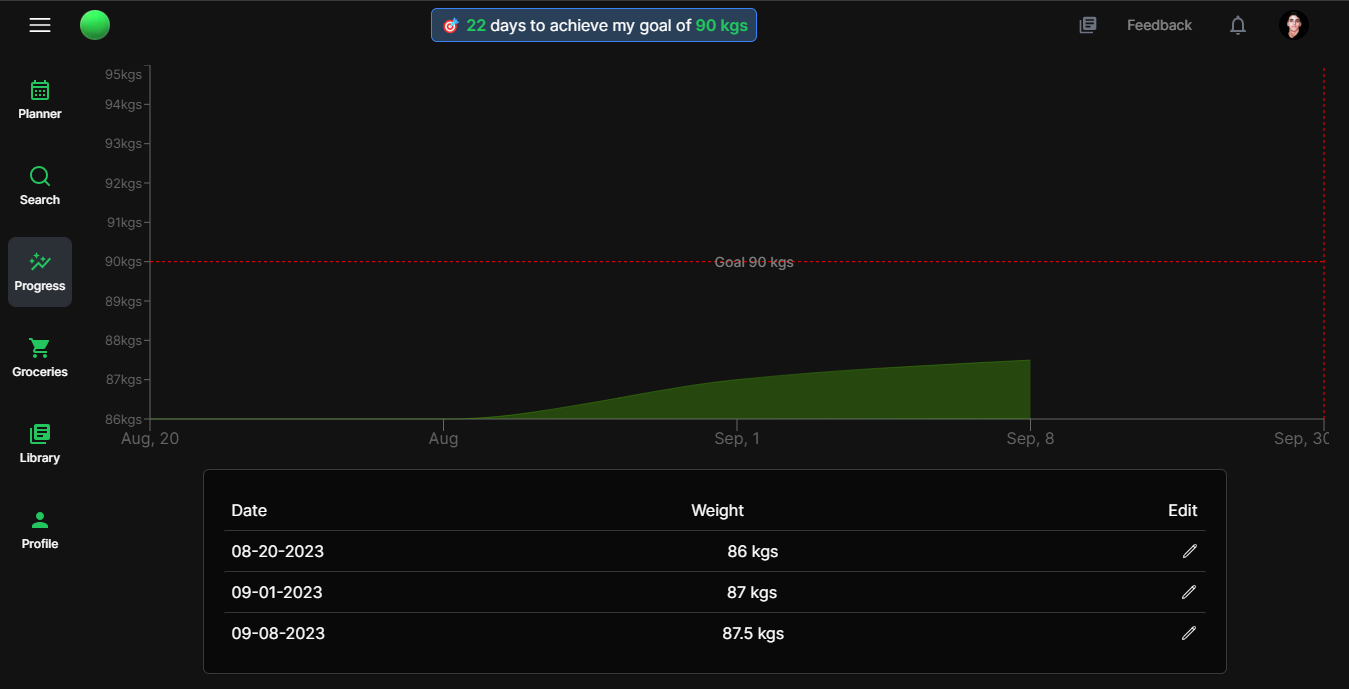 22 days to achieve my goal of 90 kgs
Feedback
Planner
Search
Progress
Groceries
Library
Profile
95kgs
94kgs
93kgs
92kgs
91kgs
90kgs
89kgs
88kgs
87kgs
86kgs
Goal 90 kgs
Aug, 20 Aug Sep, 1 Sep, 8 Sep, 30
Date Weight Edit
08-20-2023 86 kgs
09-01-2023 87 kgs
09-08-2023 87.5 kgs